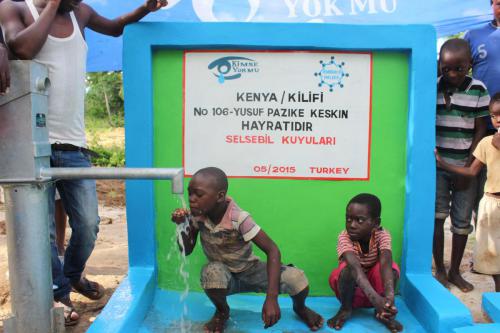 YOK MU
KİMSE
YOK MU
KENYA / KİLİFİ
No 106-YUSUF PAZIKE KESKIN
HAYRATIDIR
SELSEBİL KUYULARI
05/2015 TURKEY